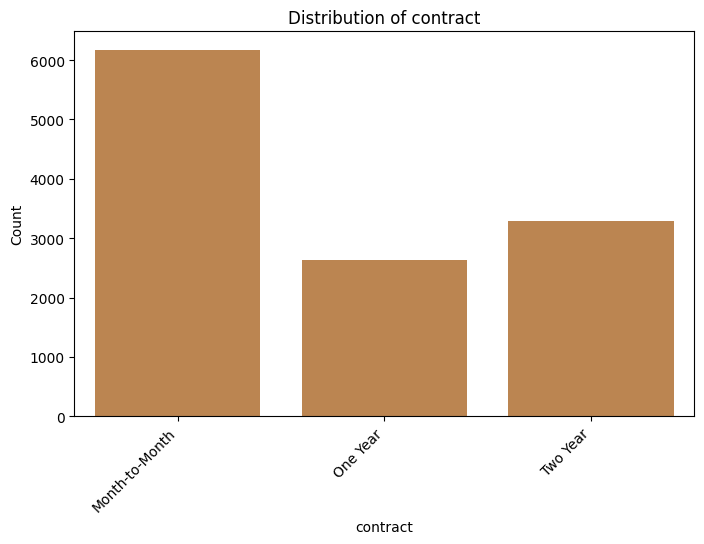 Distribution of contract
6000
5000
4000
3000
2000
1000
0
Count
Month-to-Month
One Year
Two Year
contract